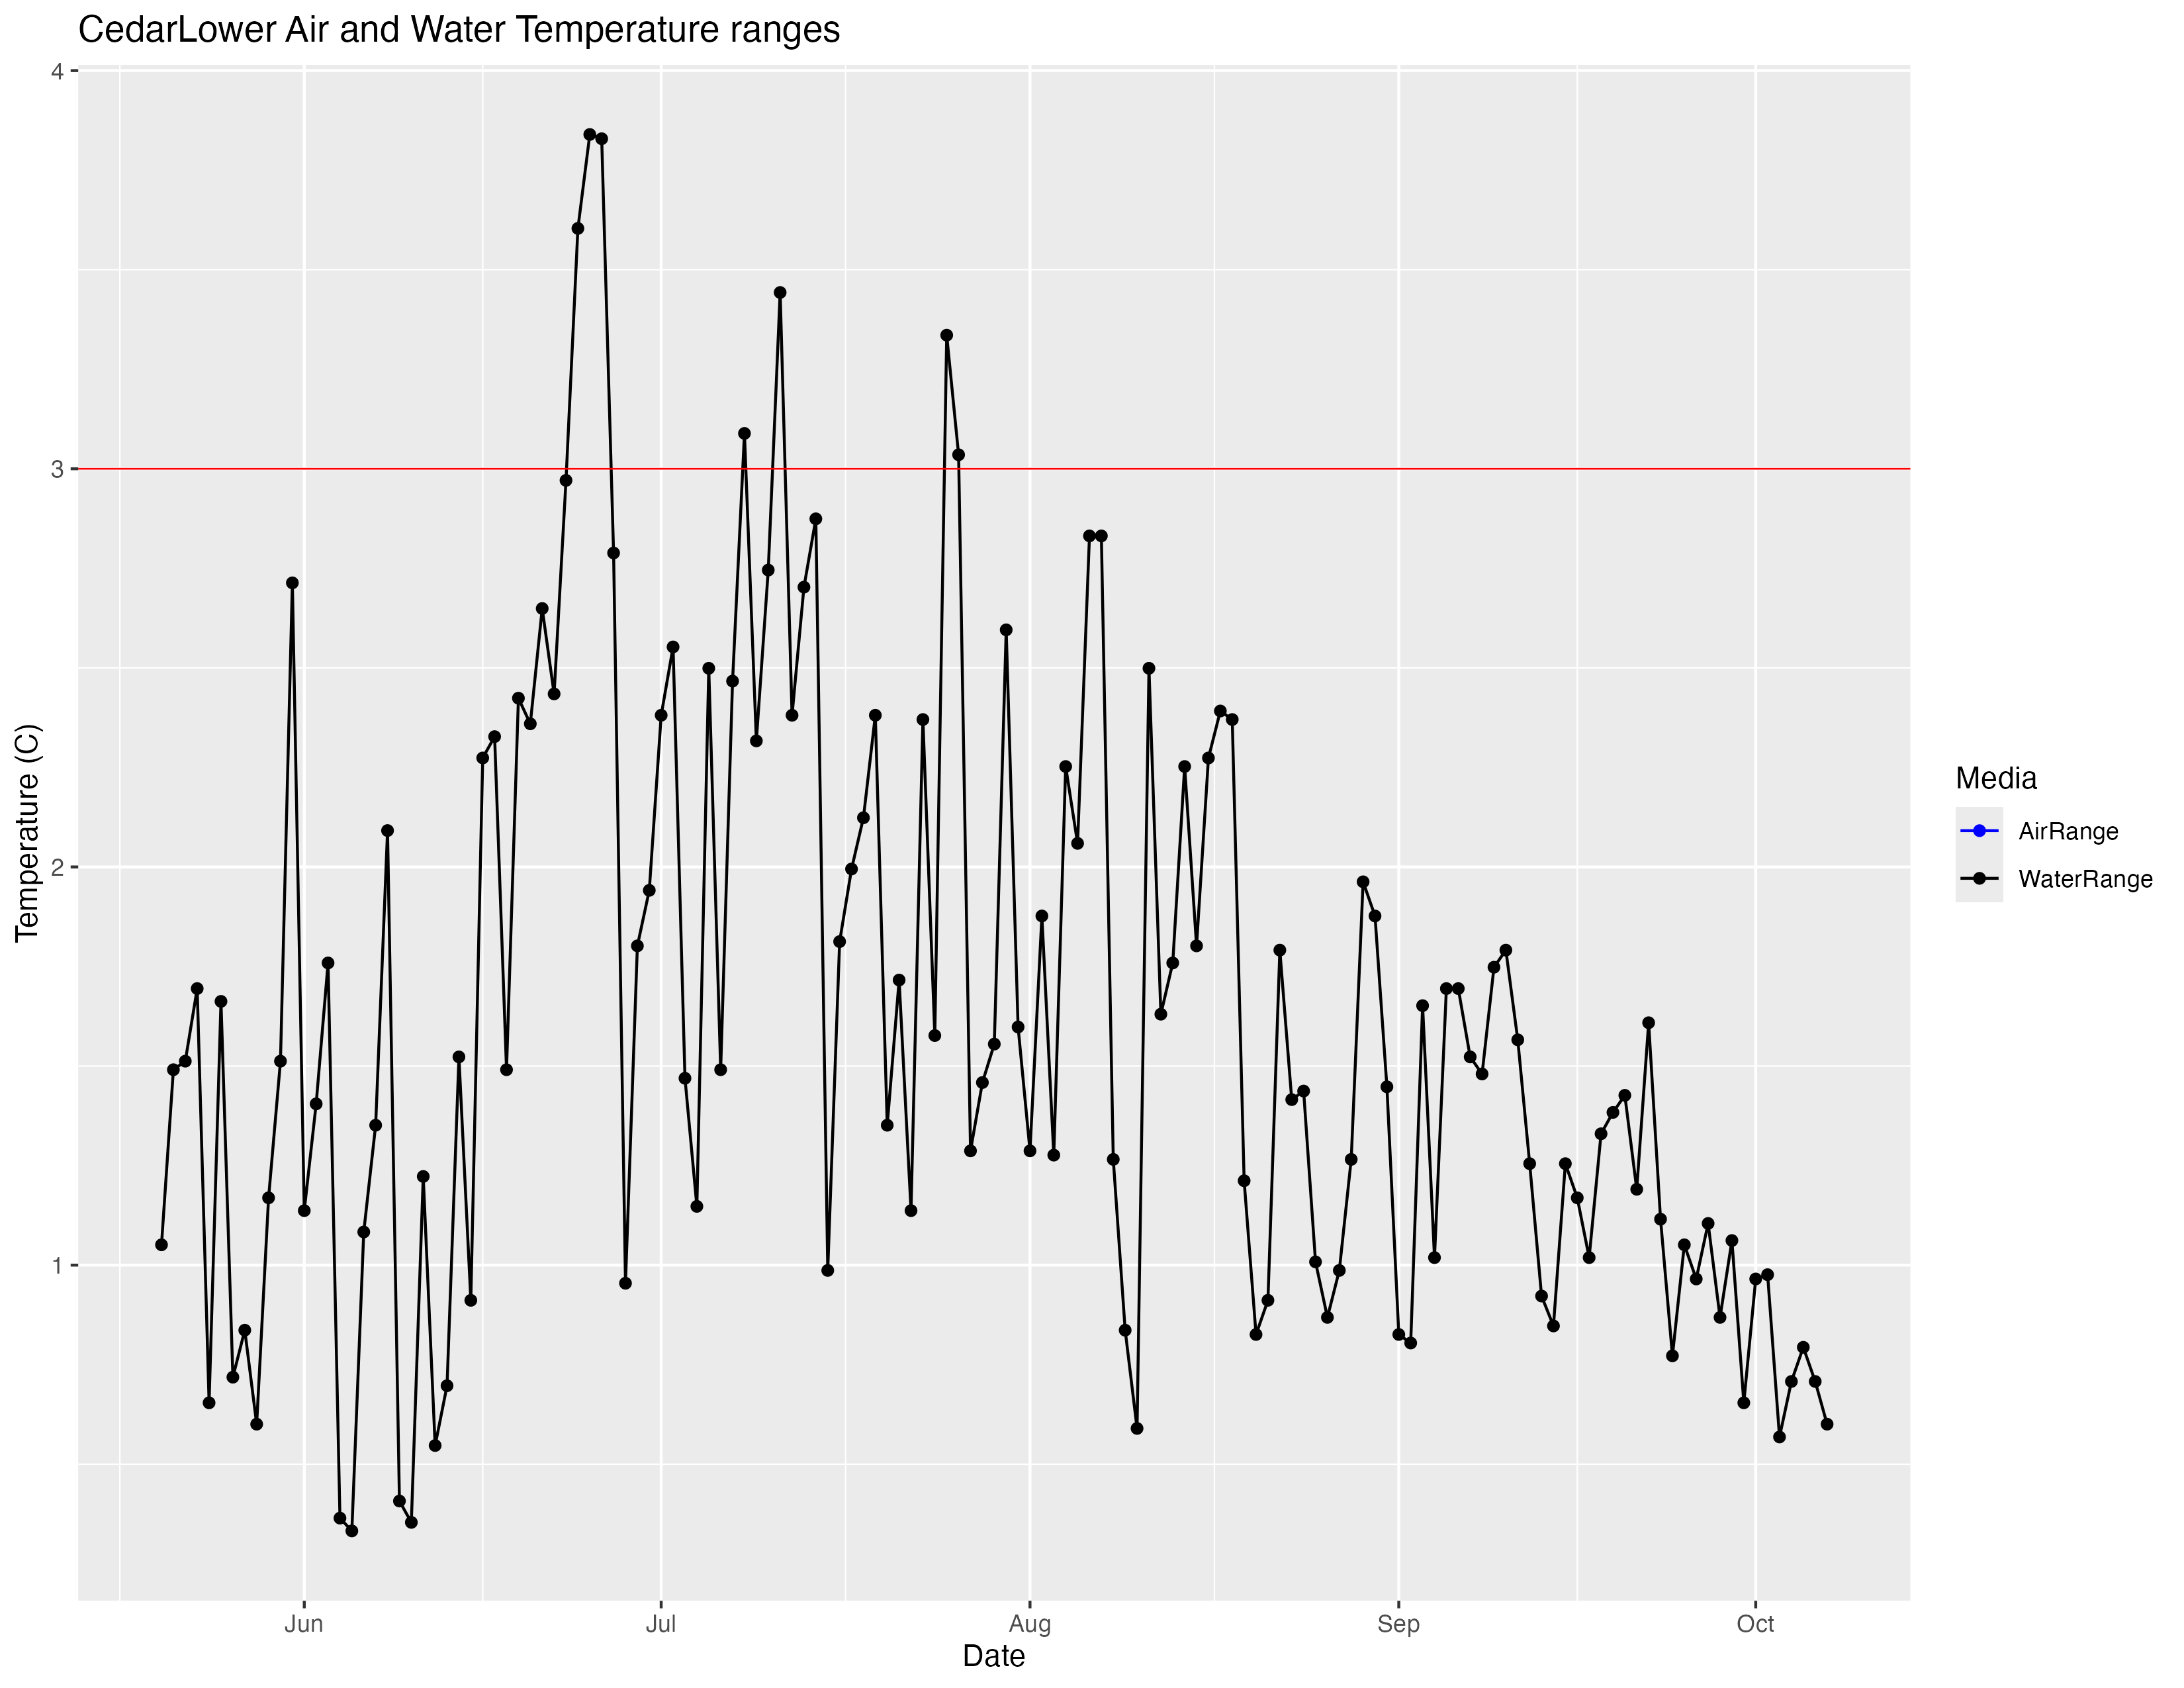 CedarLower Air and Water Temperature ranges
4
3
2
1
Temperature (C)
Jun
Jul
Aug
Sep
Oct
Date
Media
AirRange
WaterRange